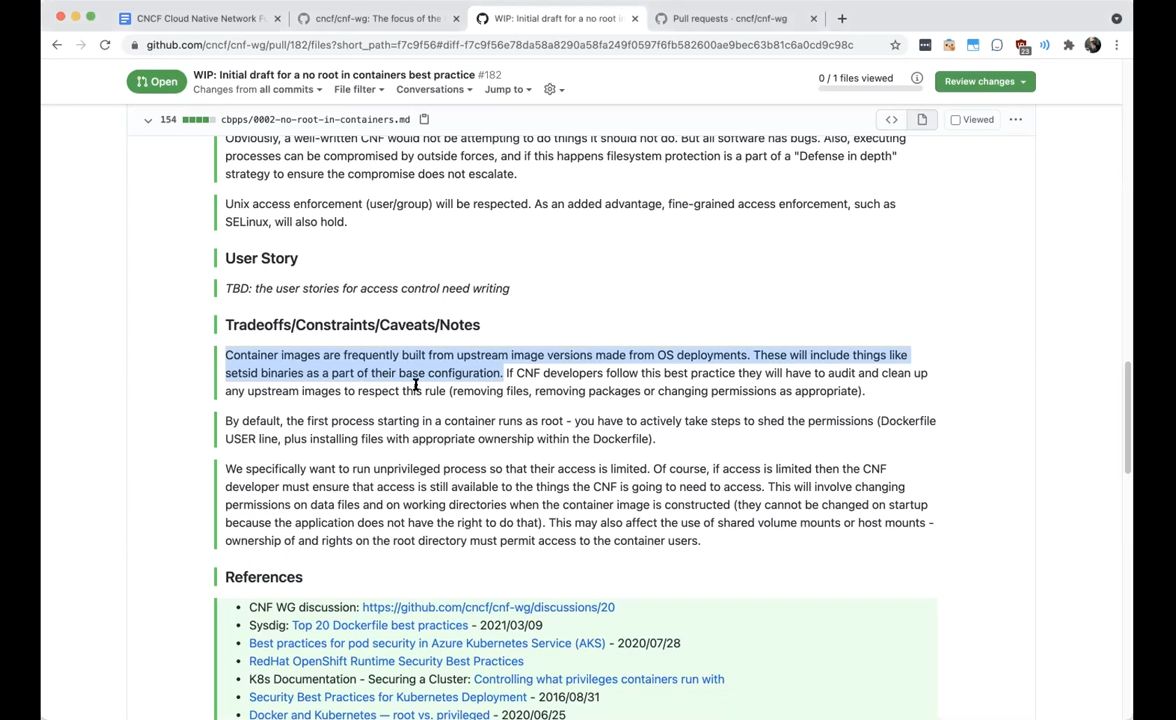 CNCF Cloud Native Network F
cncf/cnf-wg: The focus of the
WIP: Initial draft for a no root in
Pull requests · cncf/cnf-wg
github.com/cncf/cnf-wg/pull/182/files?short_path=f7c9f56#diff-f7c9f56e78da58a8290a58fa249f0597f6fb582600ae9bec63b81c6a0cd9c98c
23
Open
WIP: Initial draft for a no root in containers best practice #182
Changes from all commits
File filter
Conversations
Jump to
0 / 1 files viewed
Review changes
154
cbpps/0002-no-root-in-containers.md
Viewed
Obviously, a well-written CNF would not be attempting to do things it should not do. But all software has bugs. Also, executing
processes can be compromised by outside forces, and if this happens filesystem protection is a part of a "Defense in depth"
strategy to ensure the compromise does not escalate.
Unix access enforcement (user/group) will be respected. As an added advantage, fine-grained access enforcement, such as
SELinux, will also hold.
User Story
TBD: the user stories for access control need writing
Tradeoffs/Constraints/Caveats/Notes
Container images are frequently built from upstream image versions made from OS deployments. These will include things like
setsid binaries as a part of their base configuration. If CNF developers follow this best practice they will have to audit and clean up
any upstream images to respect this rule (removing files, removing packages or changing permissions as appropriate).
By default, the first process starting in a container runs as root - you have to actively take steps to shed the permissions (Dockerfile
USER line, plus installing files with appropriate ownership within the Dockerfile).
We specifically want to run unprivileged process so that their access is limited. Of course, if access is limited then the CNF
developer must ensure that access is still available to the things the CNF is going to need to access. This will involve changing
permissions on data files and on working directories when the container image is constructed (they cannot be changed on startup
because the application does not have the right to do that). This may also affect the use of shared volume mounts or host mounts -
ownership of and rights on the root directory must permit access to the container users.
References
CNF WG discussion: https://github.com/cncf/cnf-wg/discussions/20
Sysdig: Top 20 Dockerfile best practices - 2021/03/09
Best practices for pod security in Azure Kubernetes Service (AKS) - 2020/07/28
RedHat OpenShift Runtime Security Best Practices
K8s Documentation - Securing a Cluster: Controlling what privileges containers run with
Security Best Practices for Kubernetes Deployment - 2016/08/31
Docker and Kubernetes — root vs. privileged - 2020/06/25